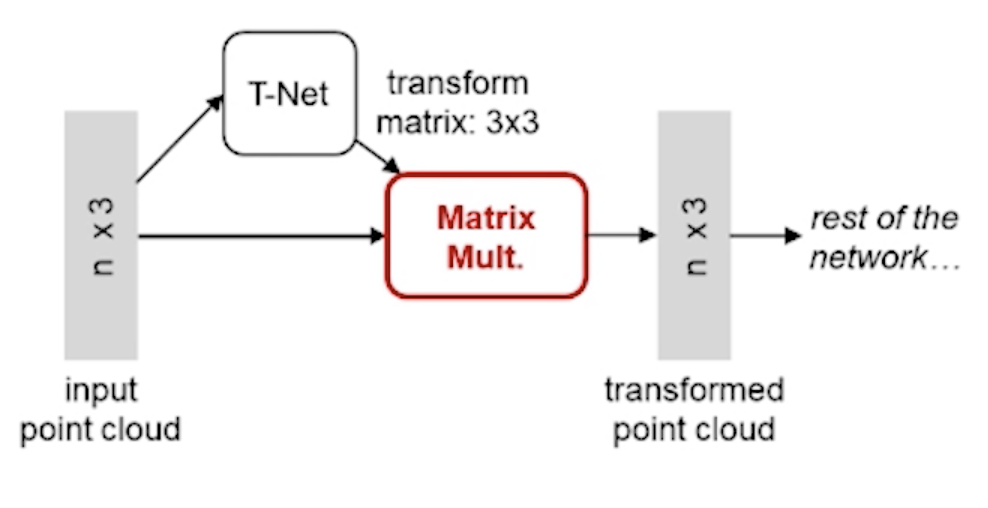 T-Net
transform
matrix: 3x3
n x 3
Matrix
Mult.
n x 3
rest of the
network...
input
point cloud
transformed
point cloud